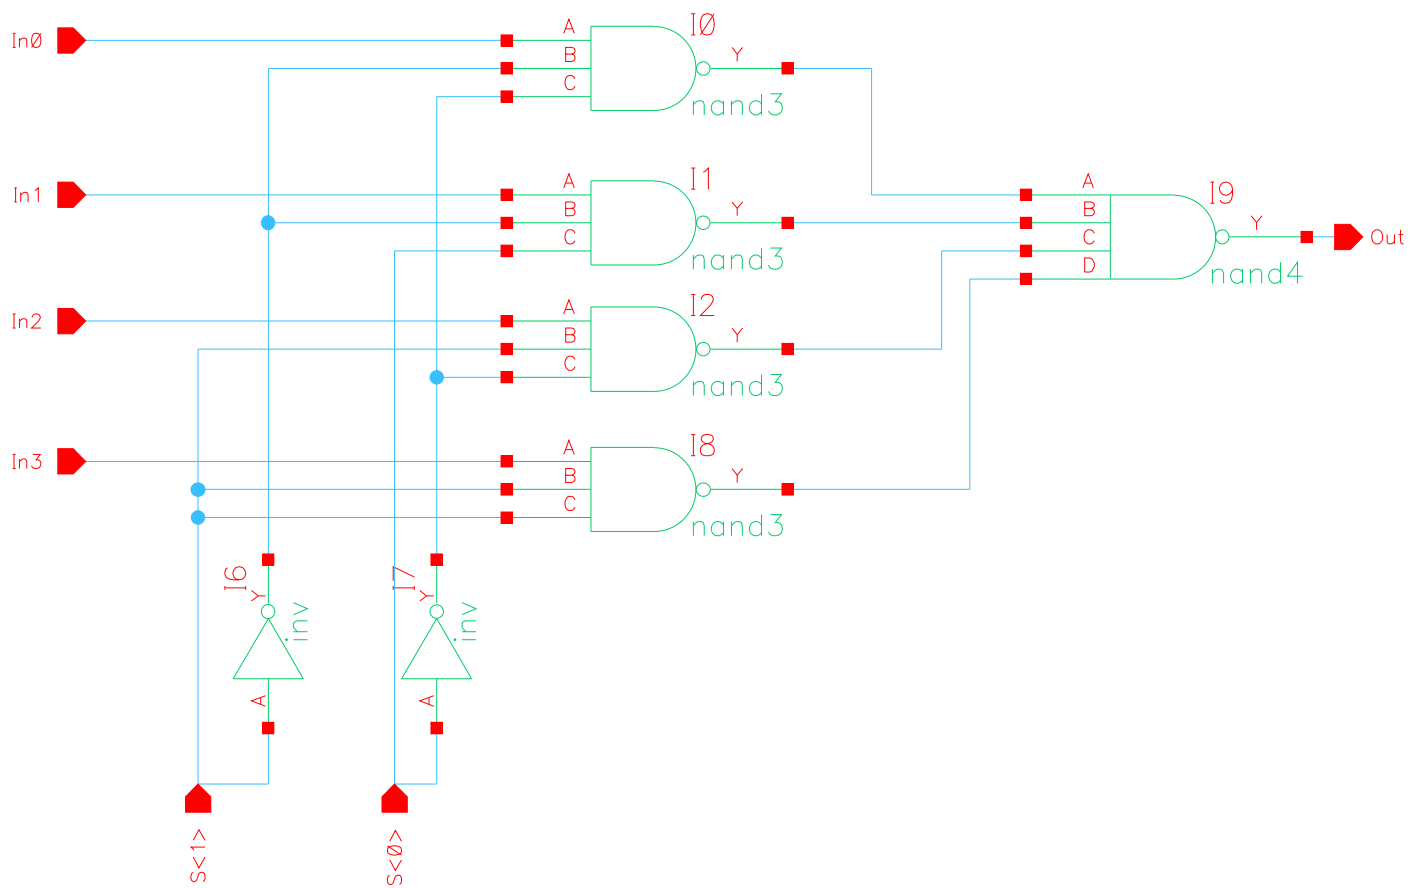 In0
A
B
C
I0
Y
nand3
In1
A
B
C
I1
Y
nand3
A
B
C
D
I9
Y
nand4
Out
In2
A
B
C
I2
Y
nand3
In3
A
B
C
I8
Y
nand3
I6
Y
inv
A
I7
Y
inv
A
S<1>
S<0>